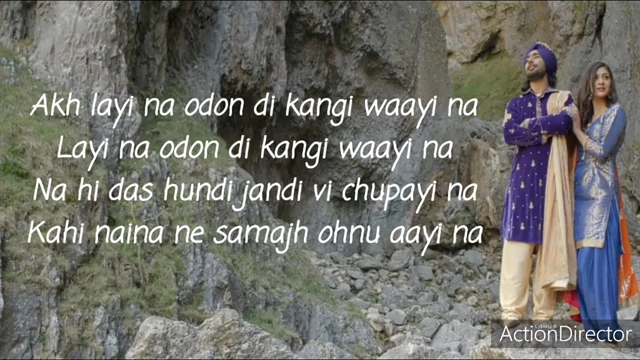 Akh layi na odon di kangi waayi na
Layi na odon di kangi waayi na
Na hi das hundi jandi vi chupayi na
Kahi naina ne samajh ohnu aayi na
ActionDirector